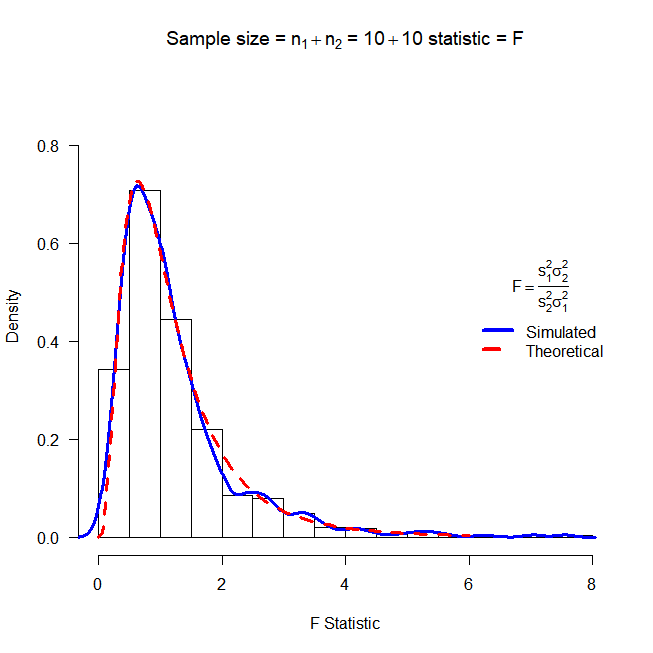 Sample size = n₁ + n₂ = 10 + 10 statistic = F
Density
0.8
0.6
0.4
0.2
0.0
0 2 4 6 8
F Statistic
F = s₁²σ₂² / s₂²σ₁²
Simulated
Theoretical